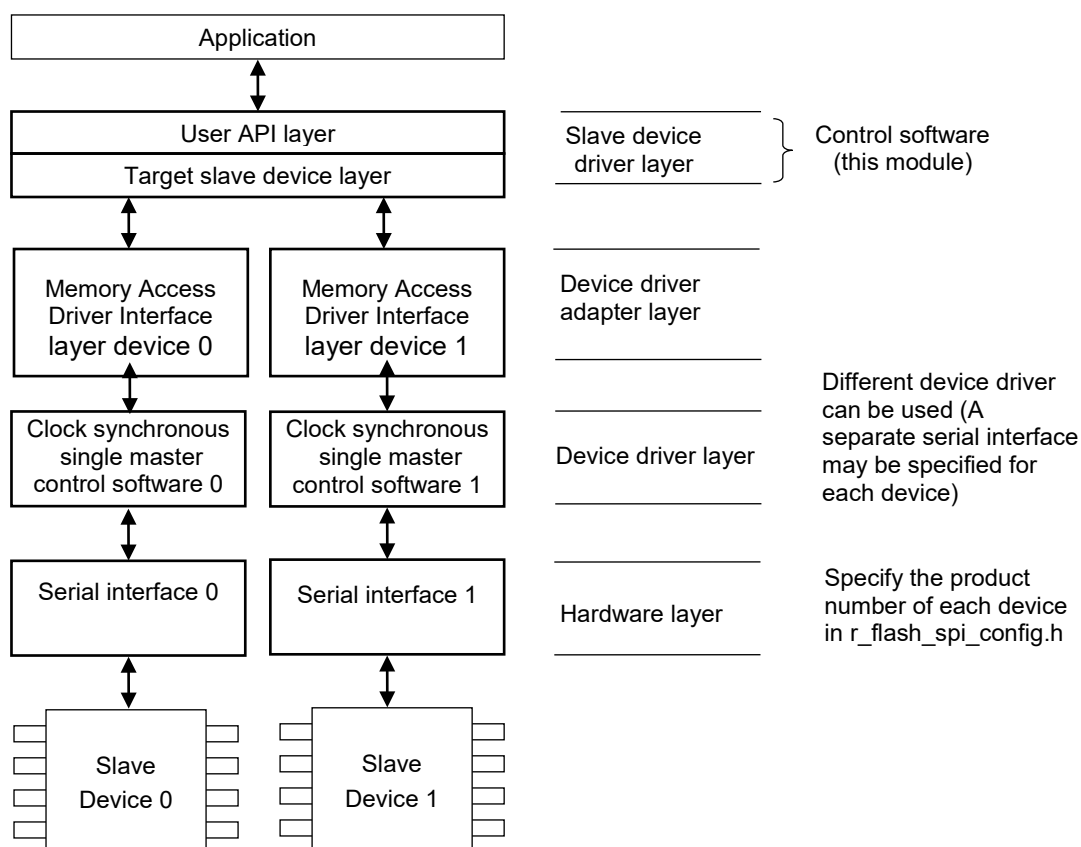 Application
User API layer
Target slave device layer
Slave device
driver layer
Control software
(this module)
Memory Access
Driver Interface
layer device 0
Memory Access
Driver Interface
layer device 1
Device driver
adapter layer
Clock synchronous
single master
control software 0
Clock synchronous
single master
control software 1
Device driver layer
Different device driver
can be used (A
separate serial interface
may be specified for
each device)
Serial interface 0
Serial interface 1
Hardware layer
Specify the product
number of each device
in r_flash_spi_config.h
Slave
Device 0
Slave
Device 1